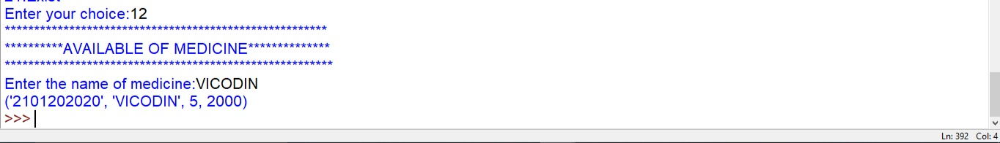 Enter your choice:12
******************************************************
**********AVAILABLE OF MEDICINE**************
*******************************************************
Enter the name of medicine:VICODIN
('2101202020', 'VICODIN', 5, 2000)
>>>
Ln: 392 Col: 4